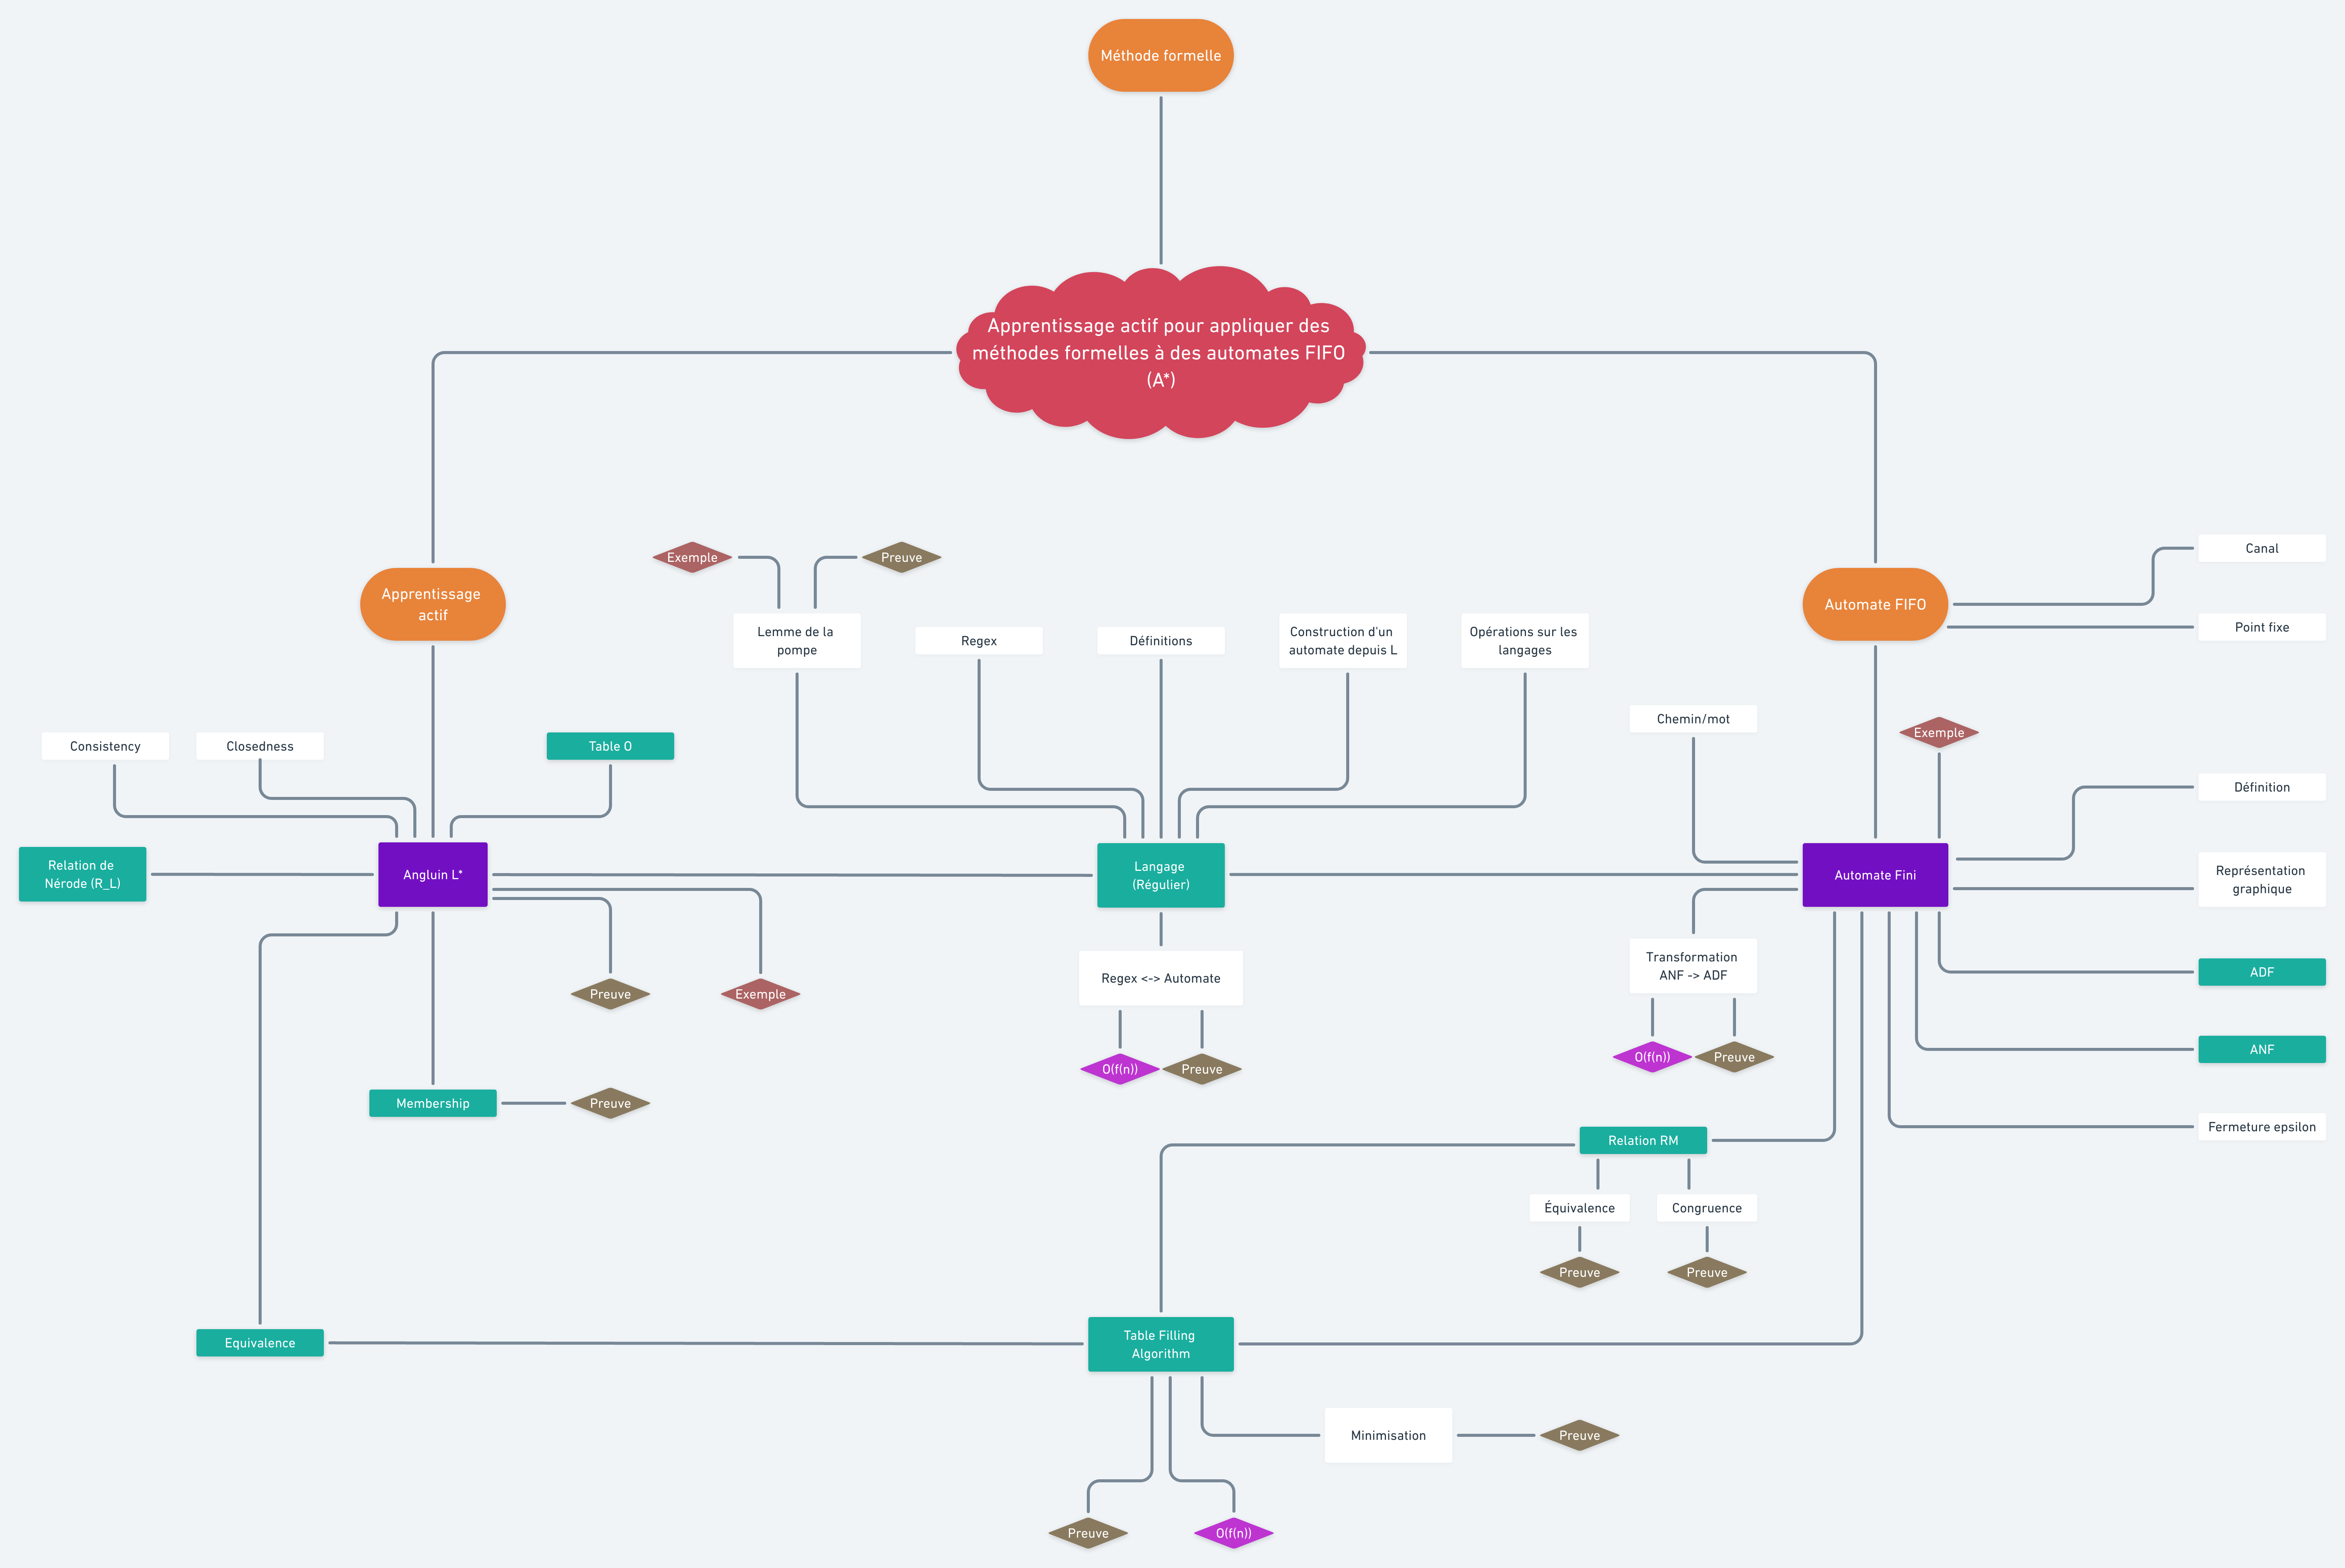 Méthode formelle
Apprentissage actif pour appliquer des
méthodes formelles à des automates FIFO
(A*)
Exemple
Preuve
Canal
Apprentissage
actif
Automate FIFO
Lemme de la
pompe
Regex
Définitions
Construction d'un
automate depuis L
Opérations sur les
langages
Point fixe
Chemin/mot
Exemple
Consistency
Closedness
Table O
Définition
Relation de
Nérode (R_L)
Angluin L*
Langage
(Régulier)
Automate Fini
Représentation
graphique
Regex <-> Automate
Transformation
ANF -> ADF
ADF
Preuve
Exemple
O(f(n))
Preuve
O(f(n))
Preuve
ANF
Membership
Preuve
Relation RM
Fermeture epsilon
Équivalence
Congruence
Preuve
Preuve
Equivalence
Table Filling
Algorithm
Minimisation
Preuve
Preuve
O(f(n))